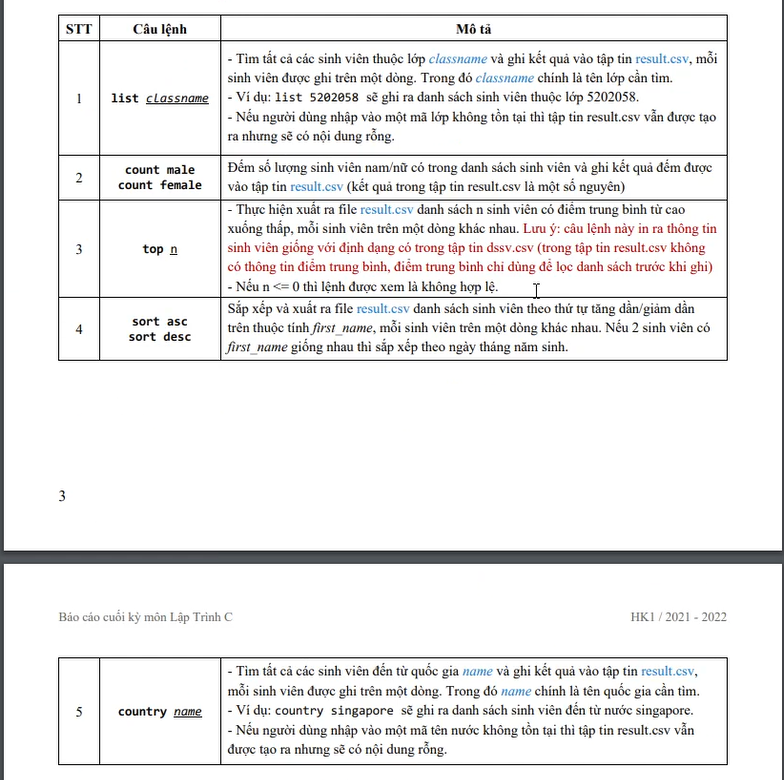 STT Câu lệnh Mô tả
1
list classname
- Tìm tất cả các sinh viên thuộc lớp classname và ghi kết quả vào tập tin result.csv, mỗi
sinh viên được ghi trên một dòng. Trong đó classname chính là tên lớp cần tìm.
- Ví dụ: list 5202058 sẽ ghi ra danh sách sinh viên thuộc lớp 5202058.
- Nếu người dùng nhập vào một mã lớp không tồn tại thì tập tin result.csv vẫn được tạo
ra nhưng sẽ có nội dung rỗng.
2
count male
count female
Đếm số lượng sinh viên nam/nữ có trong danh sách sinh viên và ghi kết quả đếm được
vào tập tin result.csv (kết quả trong tập tin result.csv là một số nguyên)
3
top n
- Thực hiện xuất ra file result.csv danh sách n sinh viên có điểm trung bình từ cao
xuống thấp, mỗi sinh viên trên một dòng khác nhau. Lưu ý: câu lệnh này in ra thông tin
sinh viên giống với định dạng có trong tập tin dssv.csv (trong tập tin result.csv không
có thông tin điểm trung bình, điểm trung bình chỉ dùng để lọc danh sách trước khi ghi)
- Nếu n <= 0 thì lệnh được xem là không hợp lệ.
4
sort asc
sort desc
Sắp xếp và xuất ra file result.csv danh sách sinh viên theo thứ tự tăng dần/giảm dần
trên thuộc tính first_name, mỗi sinh viên trên một dòng khác nhau. Nếu 2 sinh viên có
first_name giống nhau thì sắp xếp theo ngày tháng năm sinh.
3
Báo cáo cuối kỳ môn Lập Trình C HK1 / 2021 - 2022
5
country name
- Tìm tất cả các sinh viên đến từ quốc gia name và ghi kết quả vào tập tin result.csv,
mỗi sinh viên được ghi trên một dòng. Trong đó name chính là tên quốc gia cần tìm.
- Ví dụ: country singapore sẽ ghi ra danh sách sinh viên đến từ nước singapore.
- Nếu người dùng nhập vào một mã tên nước không tồn tại thì tập tin result.csv vẫn
được tạo ra nhưng sẽ có nội dung rỗng.